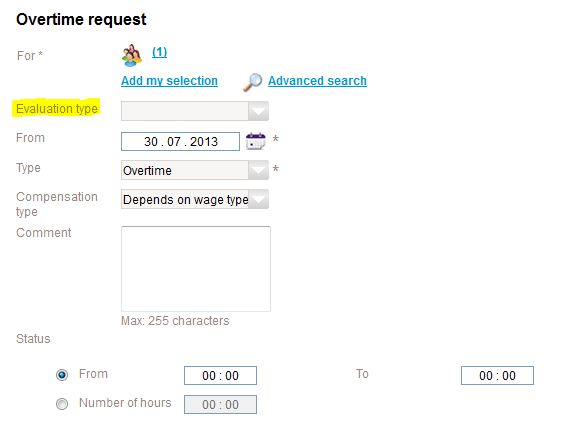 Overtime request
For * (1)
Add my selection Advanced search
Evaluation type
From 30 . 07 . 2013 *
Type Overtime *
Compensation type Depends on wage type
Comment
Max: 255 characters
Status
From 00 : 00 To 00 : 00
Number of hours 00 : 00